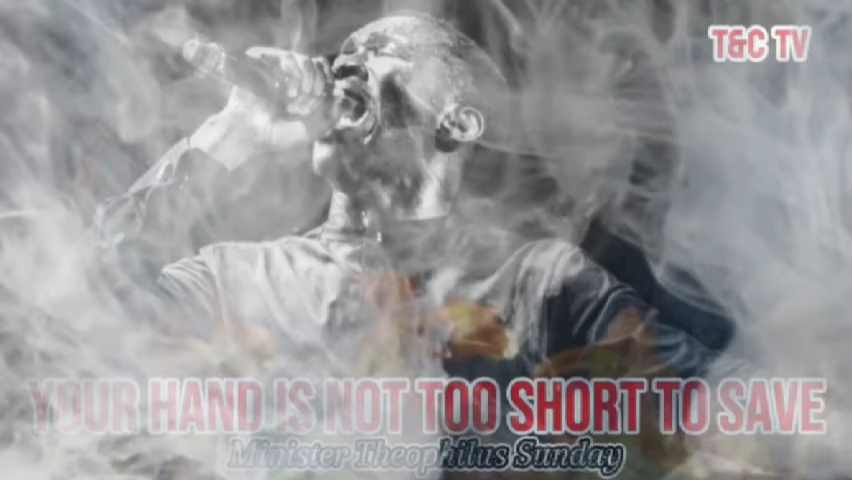 T&C TV
YOUR HAND IS NOT TOO SHORT TO SAVE
Minister Theophilus Sunday